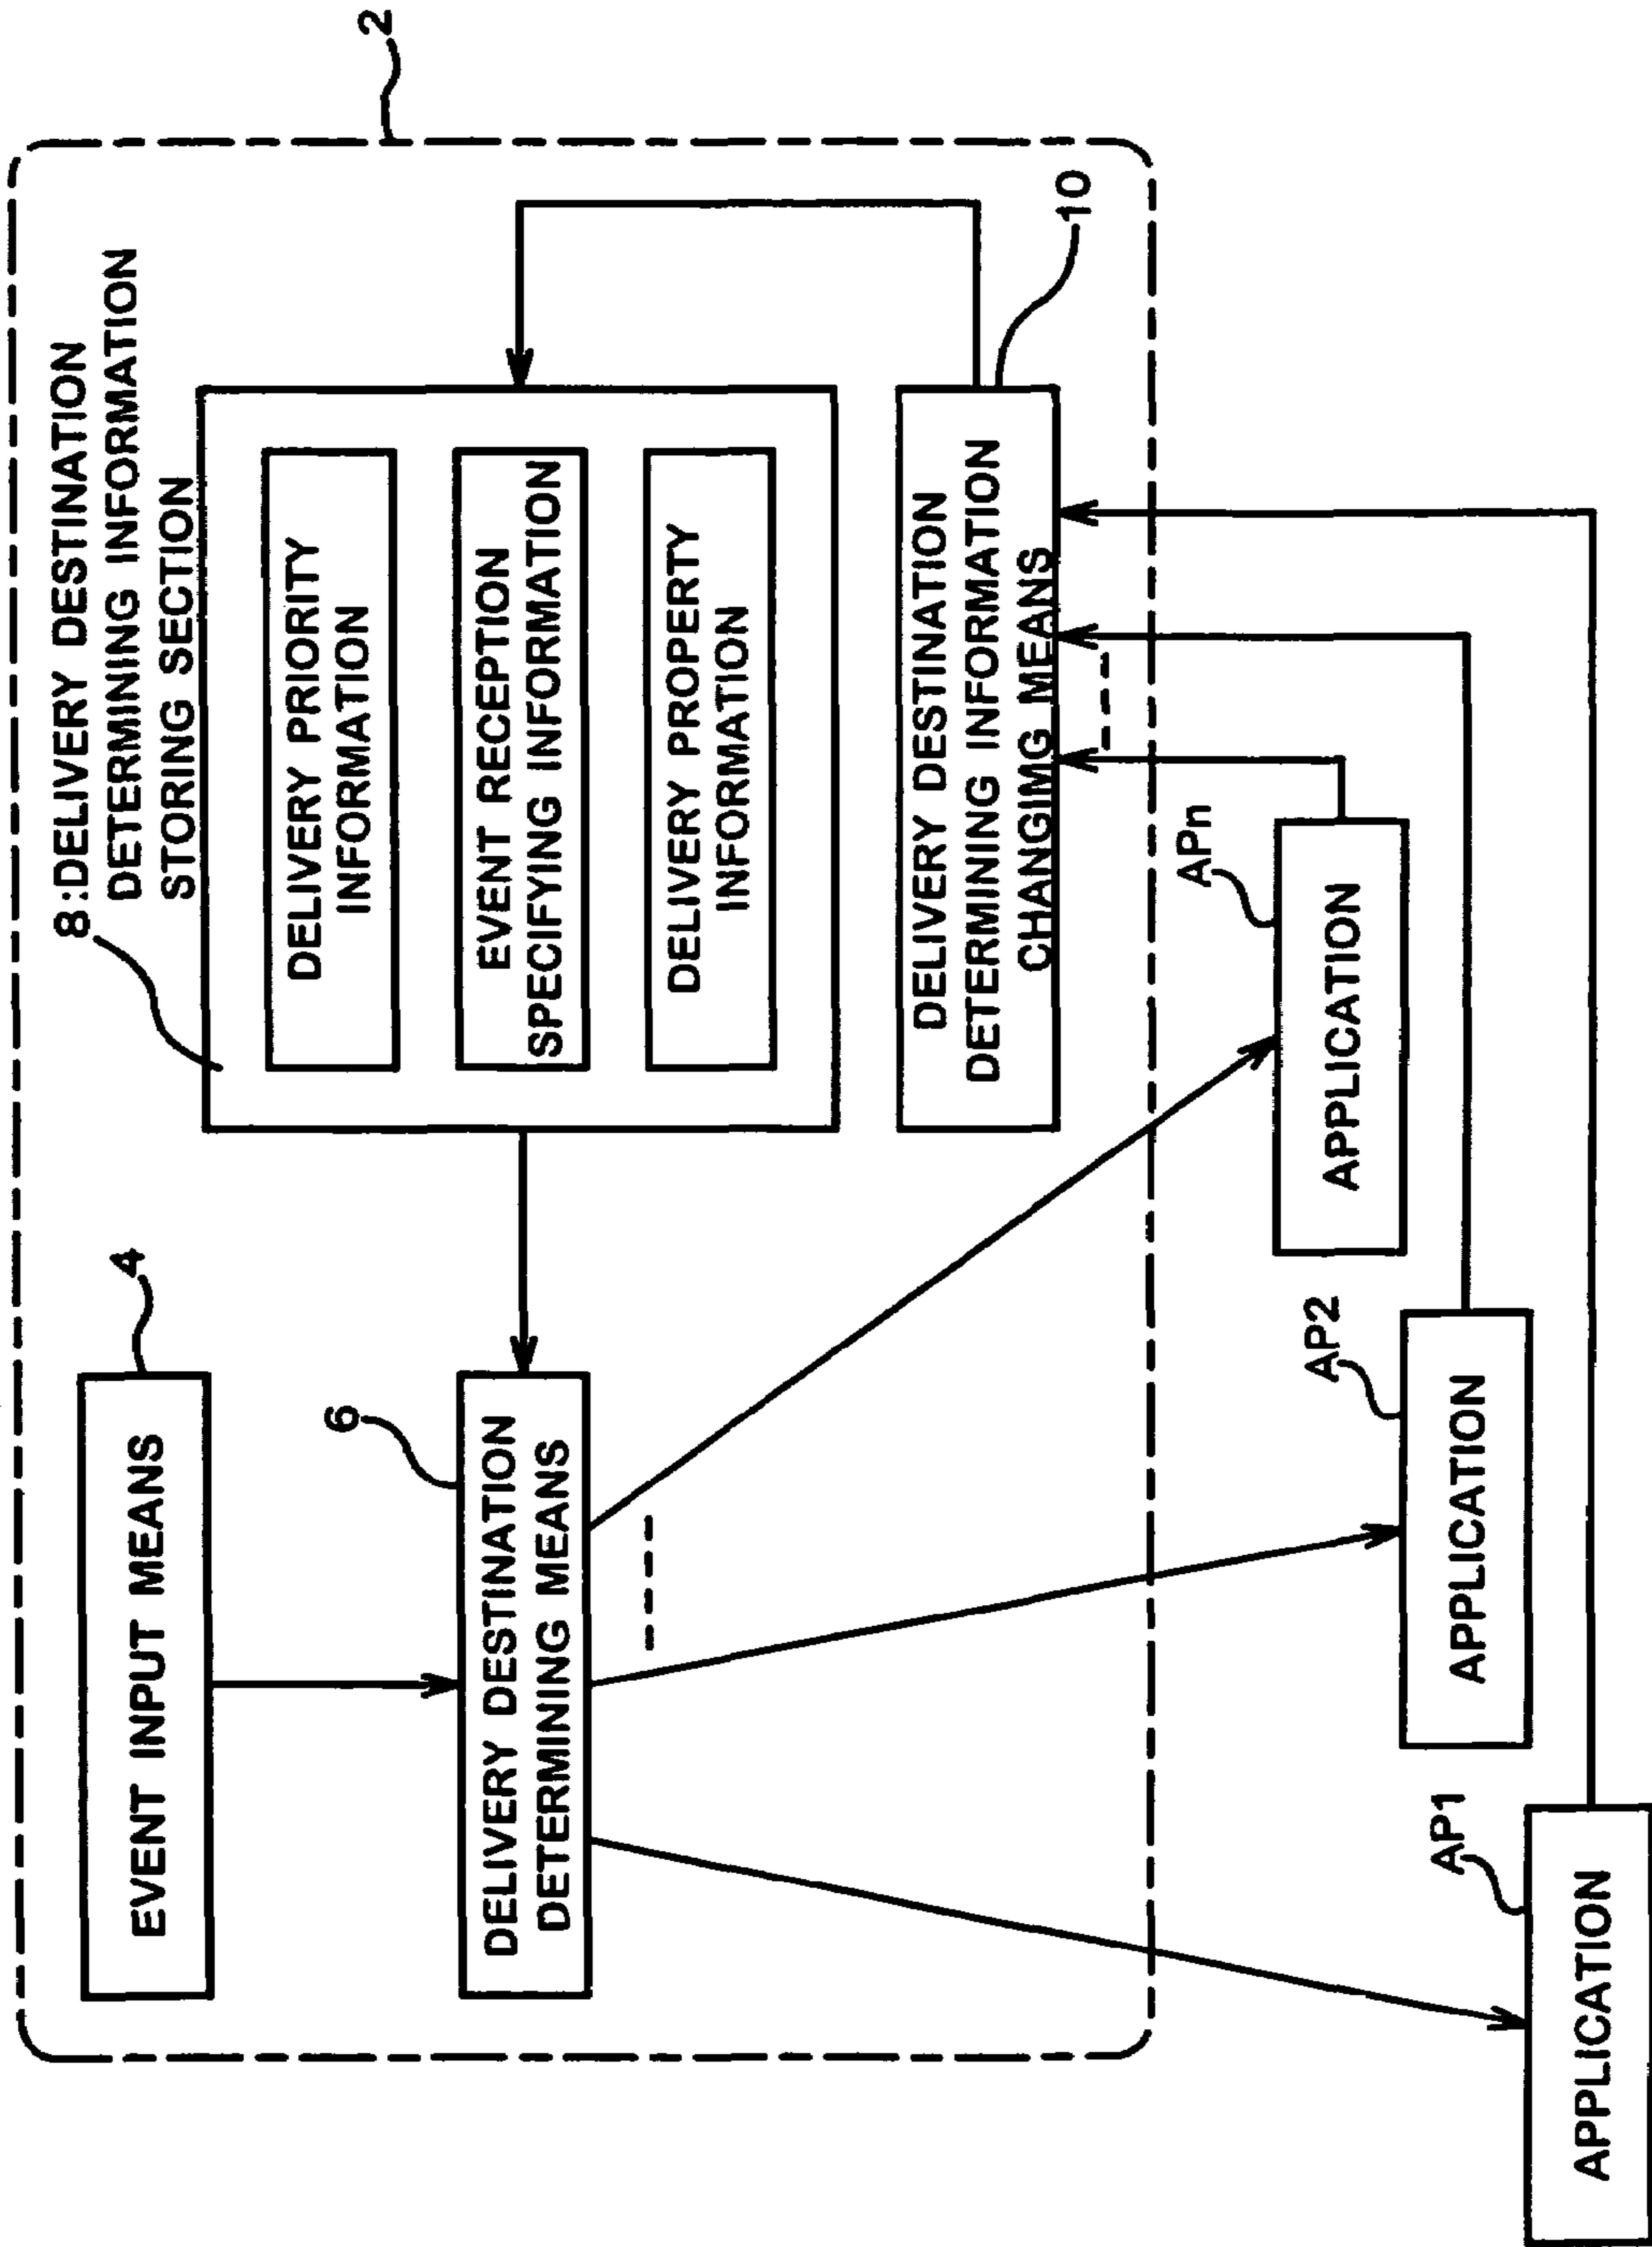 2
8:DELIVERY DESTINATION
DETERMINING INFORMATION
STORING SECTION
4
EVENT INPUT MEANS
DELIVERY PRIORITY
INFORMATION
EVENT RECEPTION
SPECIFYING INFORMATION
DELIVERY PROPERTY
INFORMATION
6
DELIVERY DESTINATION
DETERMINING MEANS
DELIVERY DESTINATION
DETERMINING INFORMATION
CHANGIMG MEANS
10
APn
APPLICATION
AP2
APPLICATION
AP1
APPLICATION